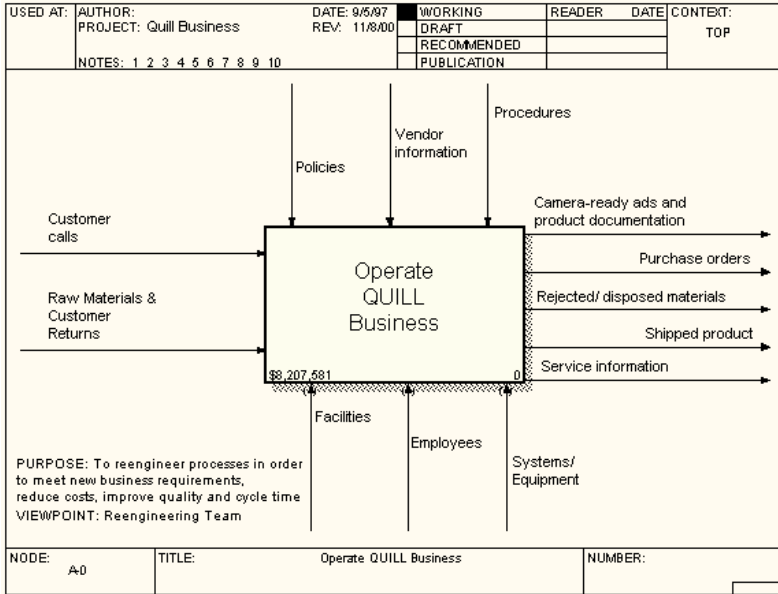 USED AT:
AUTHOR:
DATE: 9/5/97
WORKING
READER
DATE
CONTEXT:
PROJECT: Quill Business
REV: 11/8/00
DRAFT
TOP
RECOMMENDED
NOTES: 1 2 3 4 5 6 7 8 9 10
PUBLICATION
Procedures
Vendor
information
Policies
Customer
calls
Camera-ready ads and
product documentation
Purchase orders
Operate
QUILL
Business
Raw Materials &
Customer
Returns
Rejected/ disposed materials
Shipped product
Service information
$8,207,581
0
Facilities
Employees
Systems/
Equipment
PURPOSE: To reengineer processes in order
to meet new business requirements,
reduce costs, improve quality and cycle time
VIEWPOINT: Reengineering Team
NODE:
TITLE:
Operate QUILL Business
NUMBER:
A-0